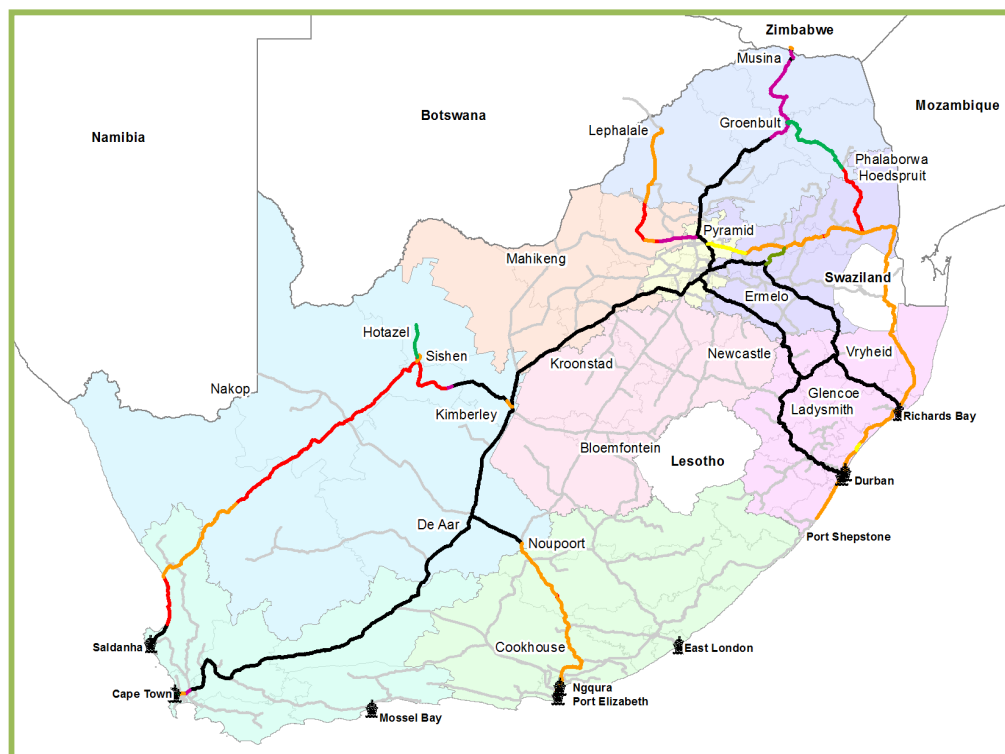 Zimbabwe
Musina
Mozambique
Botswana
Groenbult
Lephalale
Namibia
Phalaborwa
Hoedspruit
Pyramid
Mahikeng
Swaziland
Ermelo
Hotazel
Sishen
Newcastle
Vryheid
Kroonstad
Nakop
Glencoe
Kimberley
Ladysmith
Richards Bay
Bloemfontein
Lesotho
Durban
De Aar
Noupoort
Port Shepstone
Saldanha
Cookhouse
East London
Ngqura
Cape Town
Port Elizabeth
Mossel Bay